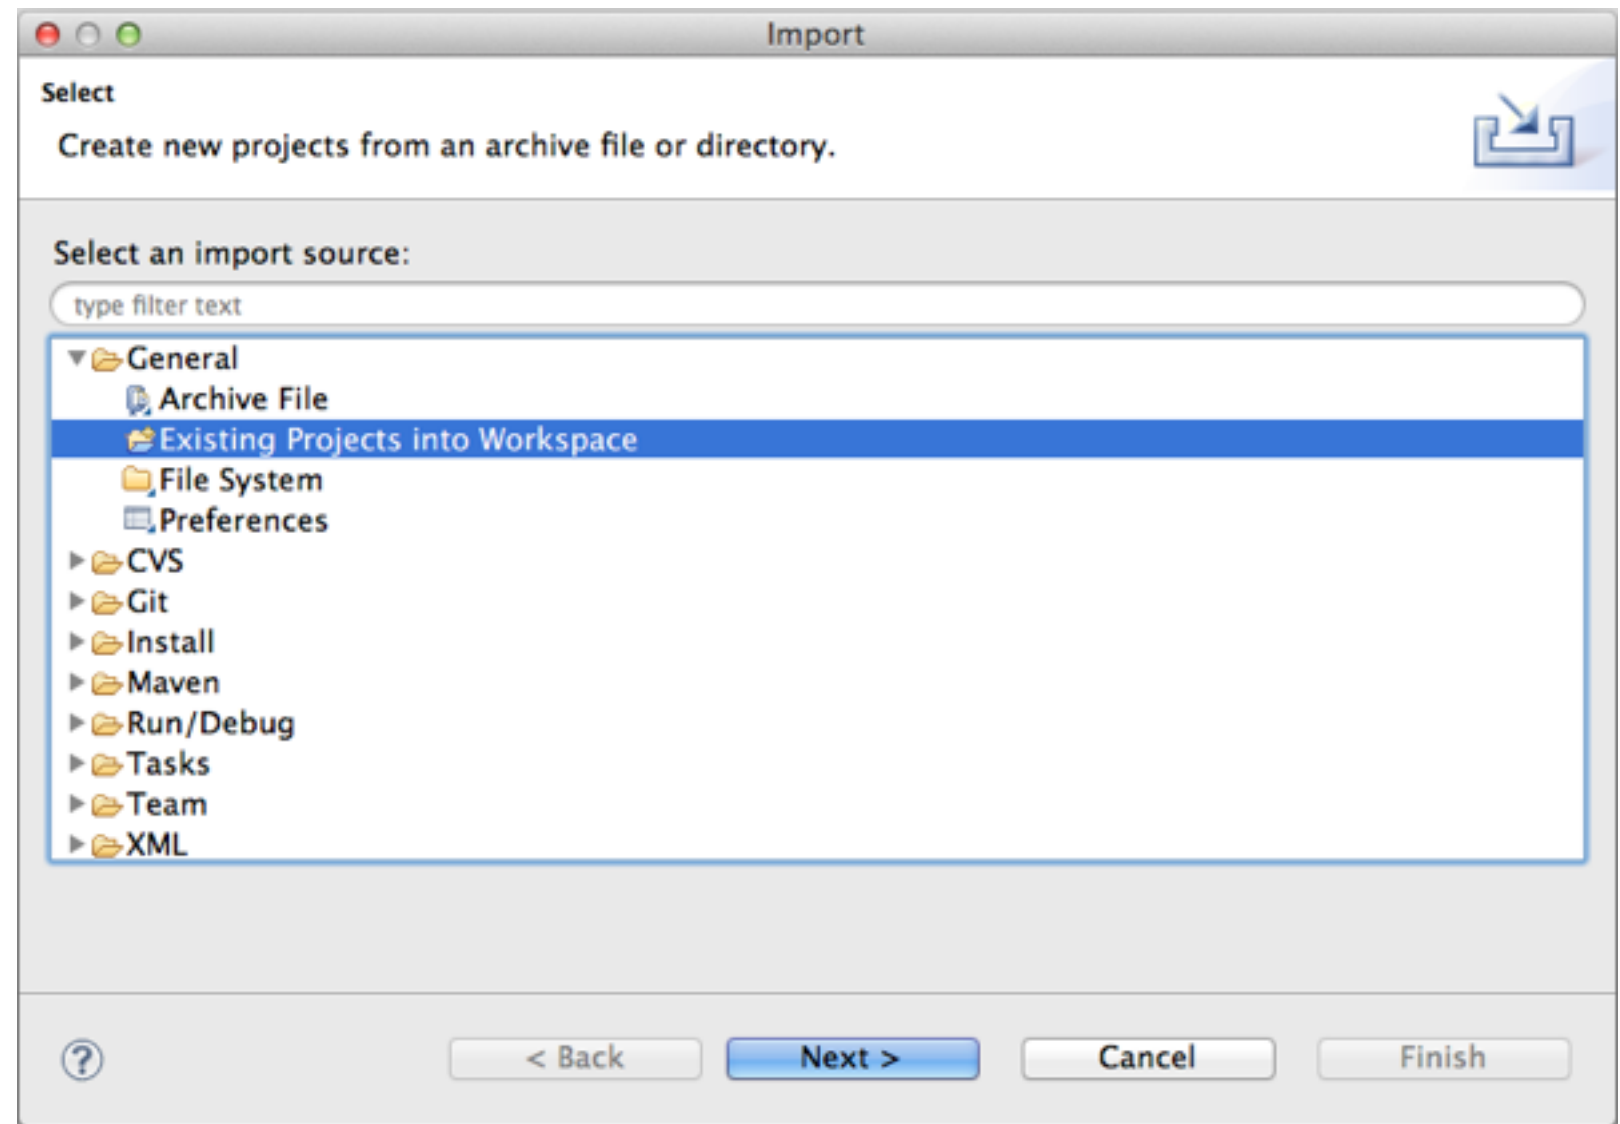 Import
Select
Create new projects from an archive file or directory.
Select an import source:
type filter text
General
Archive File
Existing Projects into Workspace
File System
Preferences
CVS
Git
Install
Maven
Run/Debug
Tasks
Team
XML
? < Back Next > Cancel Finish